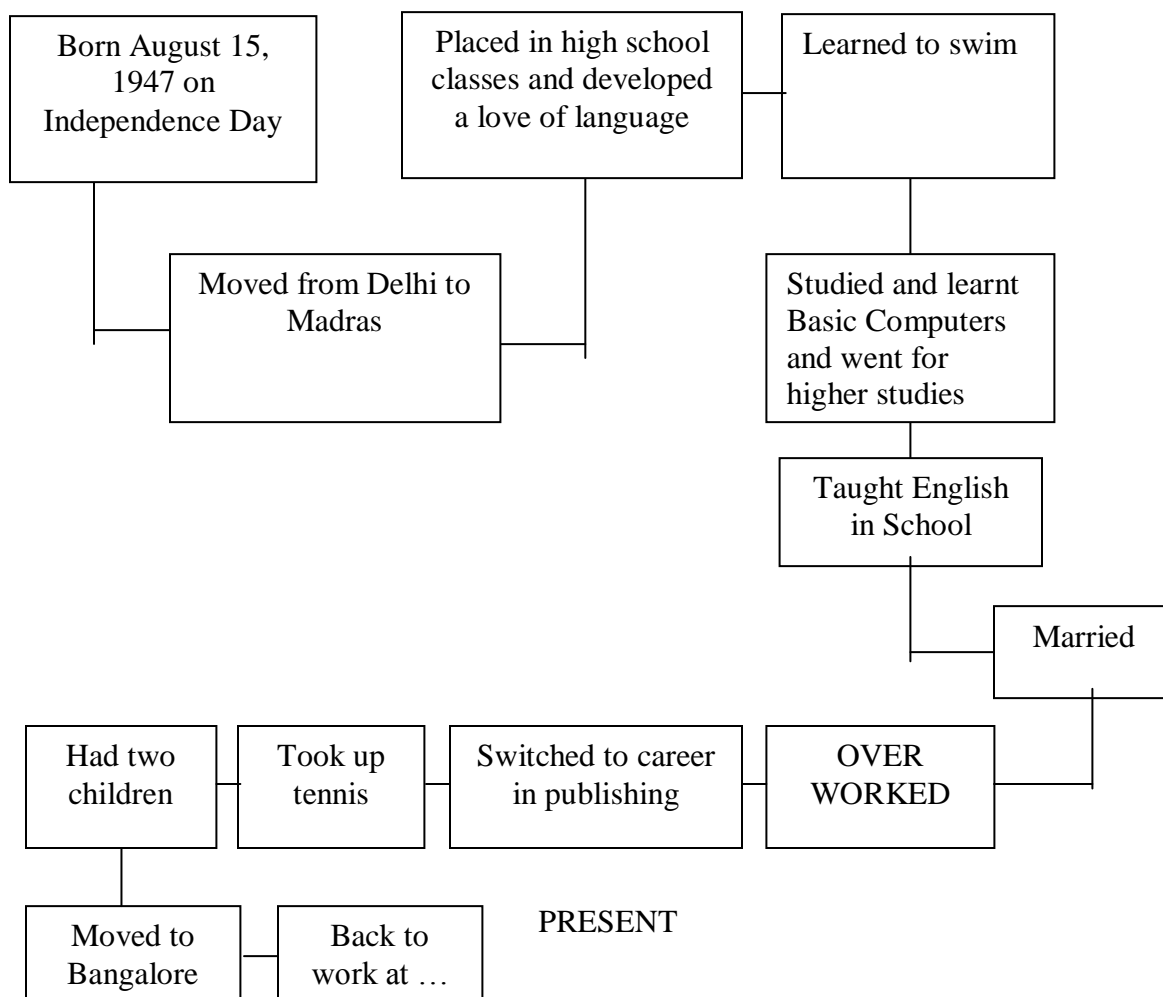 Born August 15,
1947 on
Independence Day
Moved from Delhi to
Madras
Placed in high school
classes and developed
a love of language
Learned to swim
Studied and learnt
Basic Computers
and went for
higher studies
Taught English
in School
Married
OVER
WORKED
Switched to career
in publishing
Took up
tennis
Had two
children
Moved to
Bangalore
Back to
work at …
PRESENT